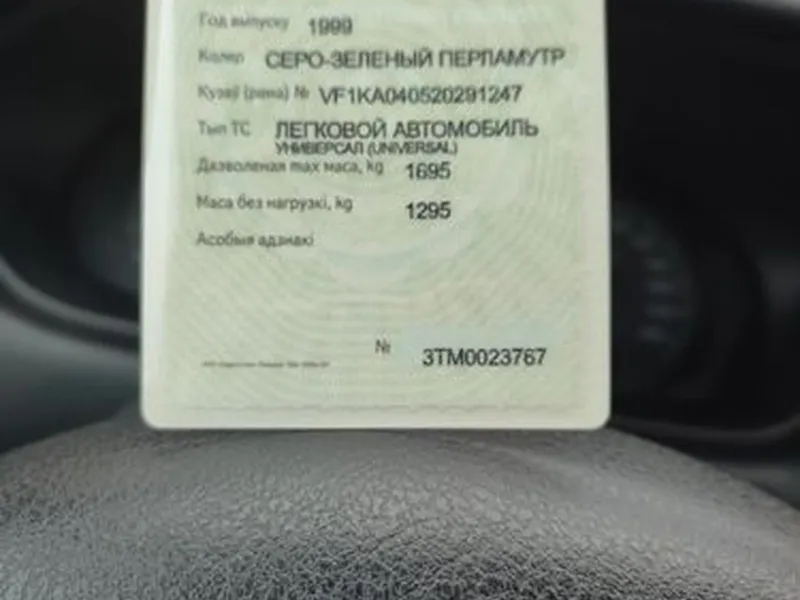 Год выпуску 1999
Колер СЕРО-ЗЕЛЕНЫЙ ПЕРЛАМУТР
Кузаў (рама) № VF1KA040520291247
Тып ТС ЛЕГКОВОЙ АВТОМОБИЛЬ
УНИВЕРСАЛ (UNIVERSAL)
Дазволеная max маса, kg 1695
Маса без нагрузкі, kg 1295
Асобыя адзнакі
№ 3TM0023767